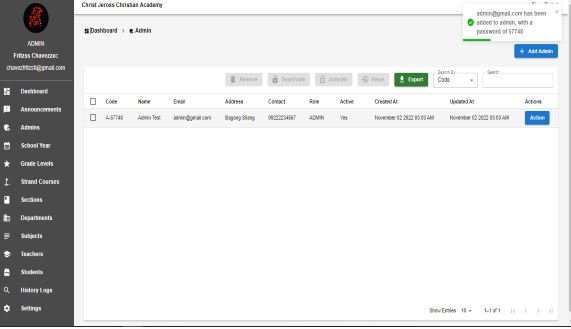 Christ Jeross Christian Academy
admin@gmail.com has been
added to admin, with a
password of 57748
ADMIN
Fritzss Chavezzxc
chavezfritzsfl@gmail.com
Dashboard > Admin
+ Add Admin
Remove Deactivate Activate Reset Export
Search By
Code
Search
Code Name Email Address Contact Role Active Created At Updated At Actions
A-57748 Admin Test admin@gmail.com Bagong Silang 09222234567 ADMIN Yes November 02 2022 03:03 AM November 02 2022 03:03 AM Action
Dashboard
Announcements
Admins
School Year
Grade Levels
Strand Courses
Sections
Departments
Subjects
Teachers
Students
History Logs
Settings
Show Entries 10 1-1 of 1